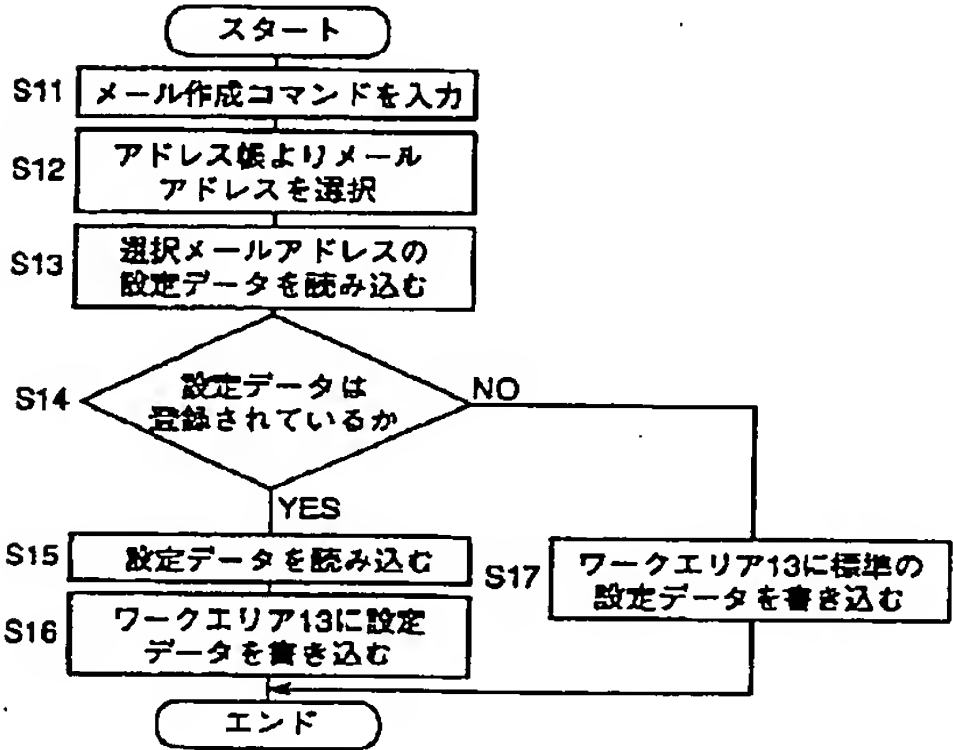 スタート
S11
メール作成コマンドを入力
S12
アドレス帳よりメール
アドレスを選択
S13
選択メールアドレスの
設定データを読み込む
S14
設定データは
登録されているか
NO
YES
S15
設定データを読み込む
S17
ワークエリア13に標準の
設定データを書き込む
S16
ワークエリア13に設定
データを書き込む
エンド